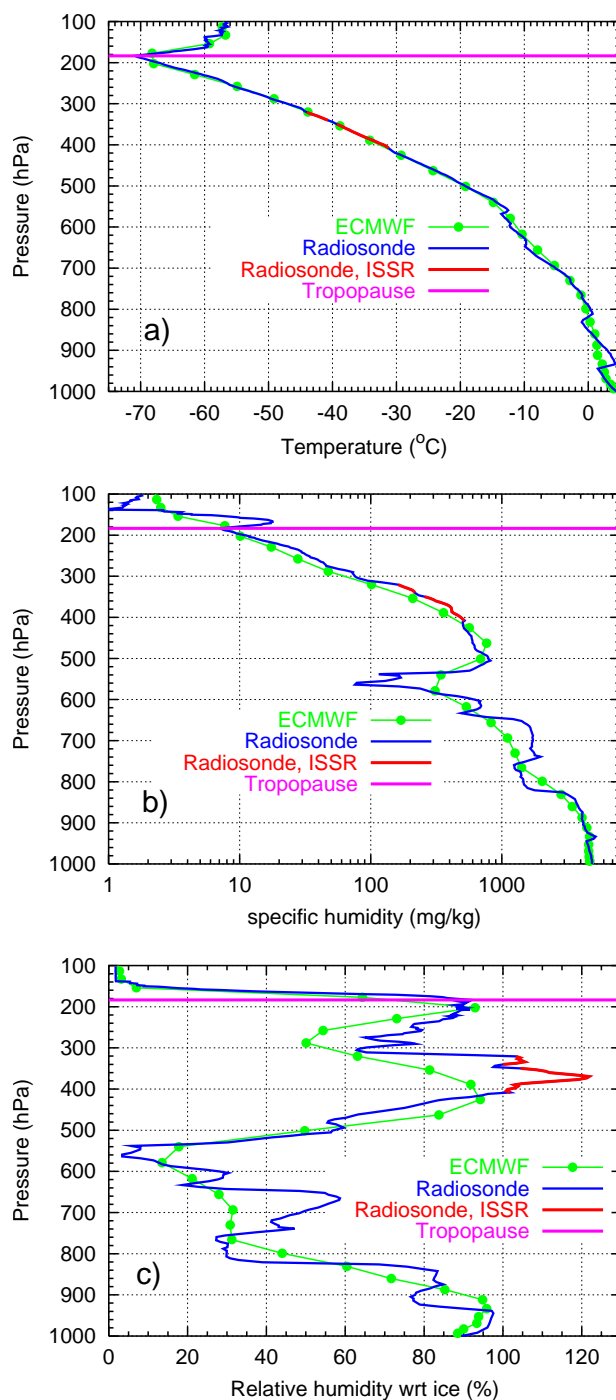 100
200
300
400
500
600
700
800
900
1000
Pressure (hPa)
ECMWF
Radiosonde
Radiosonde, ISSR
Tropopause
a)
-70 -60 -50 -40 -30 -20 -10 0
Temperature (°C)
100
200
300
400
500
600
700
800
900
1000
Pressure (hPa)
ECMWF
Radiosonde
Radiosonde, ISSR
Tropopause
b)
1 10 100 1000
specific humidity (mg/kg)
100
200
300
400
500
600
700
800
900
1000
Pressure (hPa)
ECMWF
Radiosonde
Radiosonde, ISSR
Tropopause
c)
0 20 40 60 80 100 120
Relative humidity wrt ice (%)